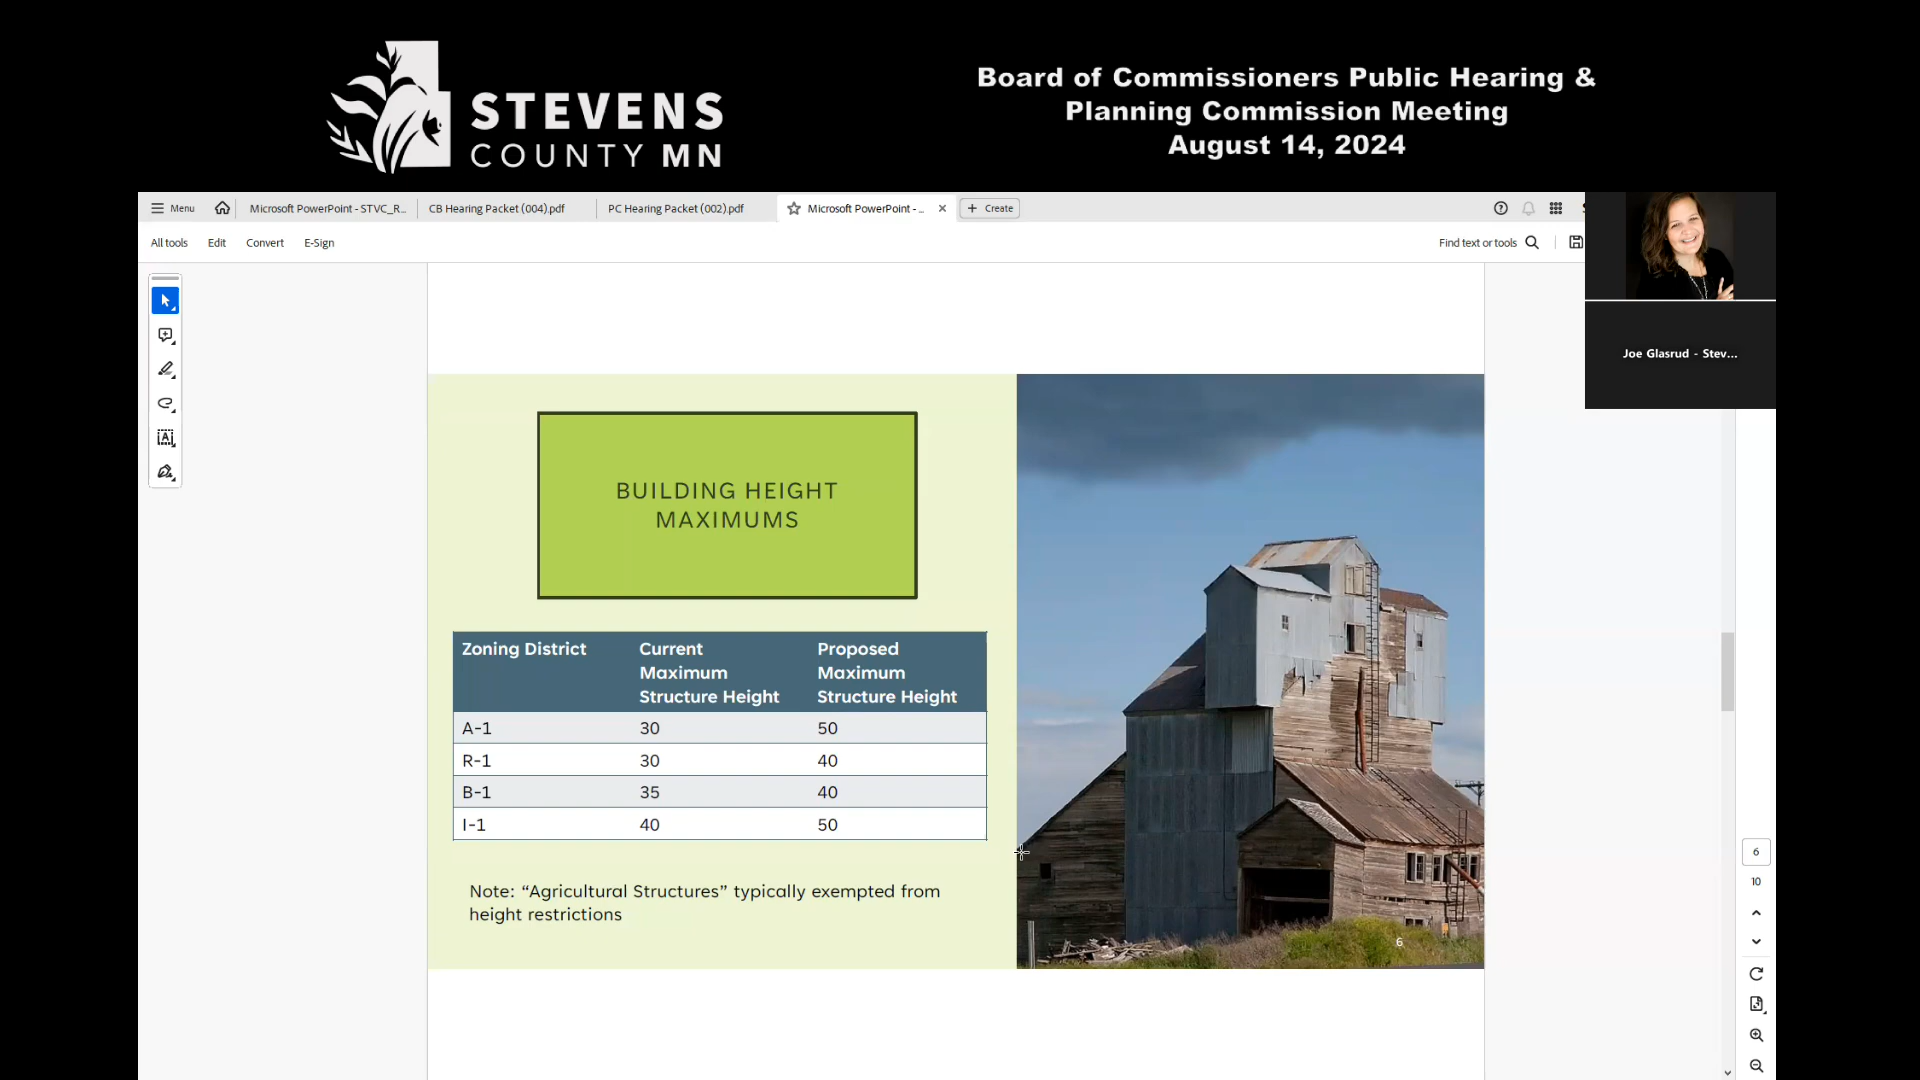 STEVENS
COUNTY MN
Board of Commissioners Public Hearing &
Planning Commission Meeting
August 14, 2024
Menu
Microsoft PowerPoint - STVC_R...
CB Hearing Packet (004).pdf
PC Hearing Packet (002).pdf
Microsoft PowerPoint - ...
Create
All tools
Edit
Convert
E-Sign
Find text or tools
Joe Glasrud - Stev...
BUILDING HEIGHT
MAXIMUMS
Zoning District Current Maximum Structure Height Proposed Maximum Structure Height
A-1 30 50
R-1 30 40
B-1 35 40
I-1 40 50
Note: “Agricultural Structures” typically exempted from
height restrictions
6
6
10